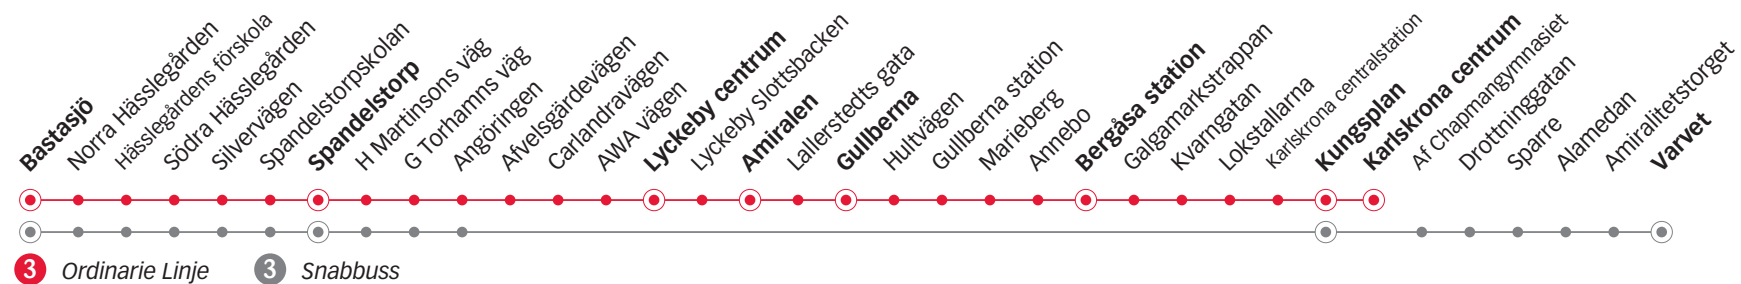 Bastasjö
Norra Hässlegården
Hässlegårdens förskola
Södra Hässlegården
Silvervägen
Spandelstorpskolan
Spandelstorp
H Martinsons väg
G Torhamns väg
Angöringen
Afvelsgärdevägen
Carlandravägen
AWA vägen
Lyckeby centrum
Lyckeby Slottsbacken
Amiralen
Lallerstedts gata
Gullberna
Hultvägen
Gullberna station
Marieberg
Annebo
Bergåsa station
Galgamarkstrappan
Kvarngatan
Lokstallarna
Karlskrona centralstation
Kungsplan
Karlskrona centrum
Af Chapmangymnasiet
Drottninggatan
Sparre
Alamedan
Amiralitetstorget
Varvet
3 Ordinarie Linje
3 Snabbuss